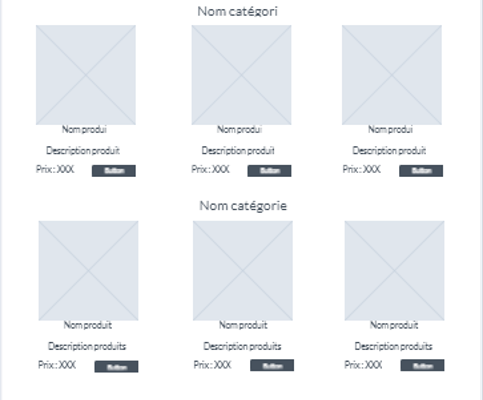 Nom catégori
Nom produi Nom produi Nom produi
Description produit Description produit Description produit
Prix : XXX Button Prix : XXX Button Prix : XXX Button
Nom catégorie
Nom produit Nom produit Nom produit
Description produits Description produits Description produits
Prix : XXX Button Prix : XXX Button Prix : XXX Button